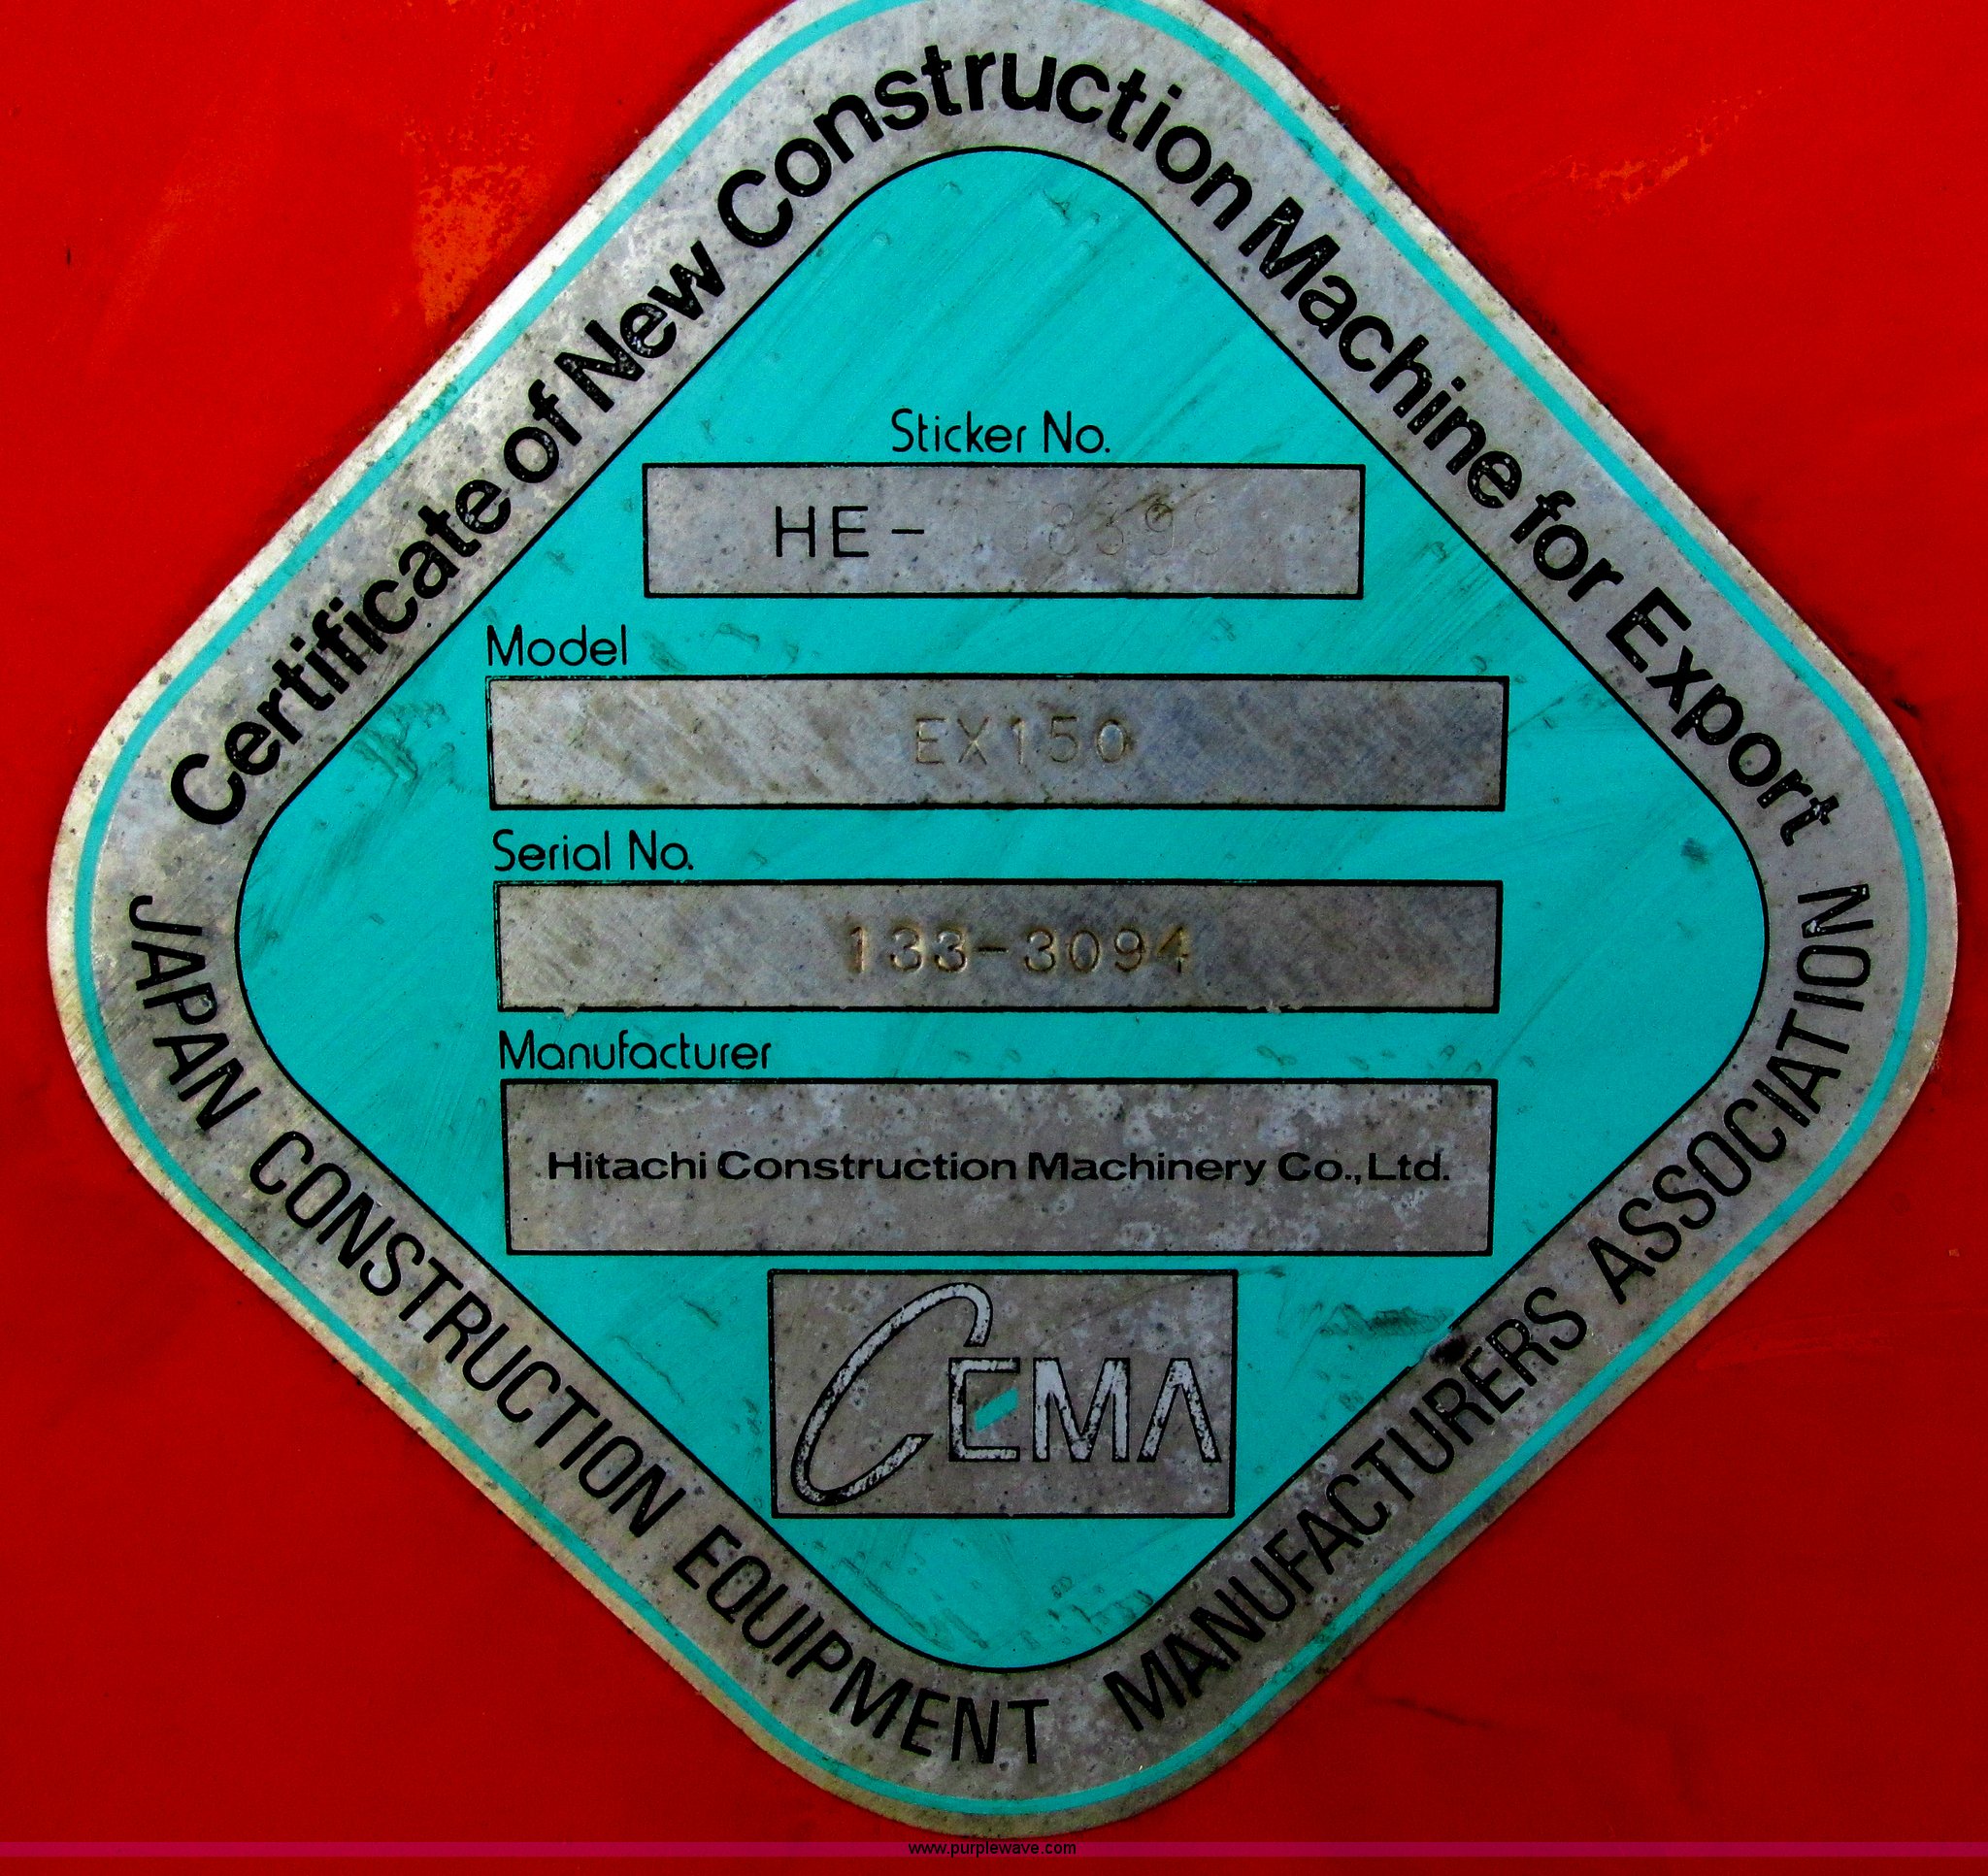 Certificate of New Construction Machine for Export
Sticker No.
HE-
Model
EX150
Serial No.
133-3094
Manufacturer
Hitachi Construction Machinery Co.,Ltd.
CEMA
JAPAN CONSTRUCTION EQUIPMENT MANUFACTURERS ASSOCIATION
www.purplewave.com